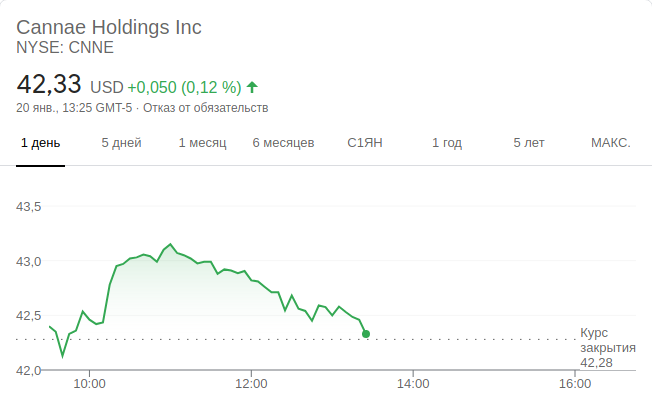 Cannae Holdings Inc
NYSE: CNNE
42,33 USD +0,050 (0,12 %)
20 янв., 13:25 GMT-5 · Отказ от обязательств
1 день 5 дней 1 месяц 6 месяцев С1ЯН 1 год 5 лет МАКС.
43,5
43,0
42,5
Курс
закрытия
42,28
42,0
10:00 12:00 14:00 16:00